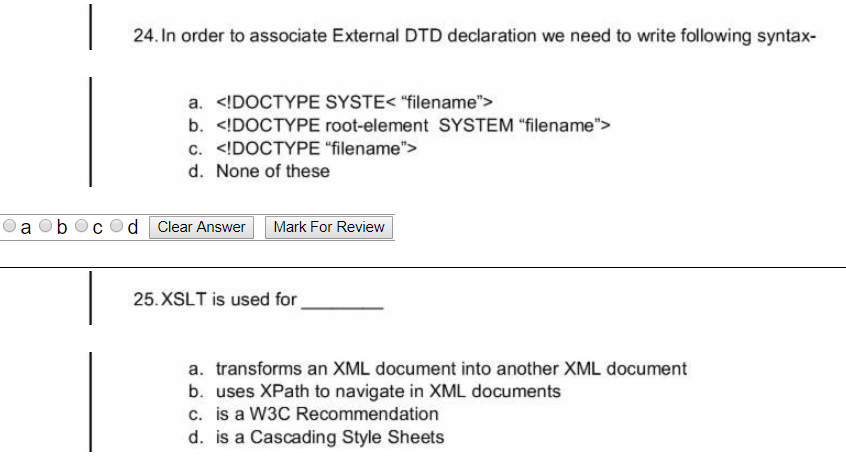 24. In order to associate External DTD declaration we need to write following syntax-
a. <!DOCTYPE SYSTE< “filename”>
b. <!DOCTYPE root-element SYSTEM “filename”>
c. <!DOCTYPE “filename”>
d. None of these
a b c d Clear Answer Mark For Review
25. XSLT is used for ________
a. transforms an XML document into another XML document
b. uses XPath to navigate in XML documents
c. is a W3C Recommendation
d. is a Cascading Style Sheets